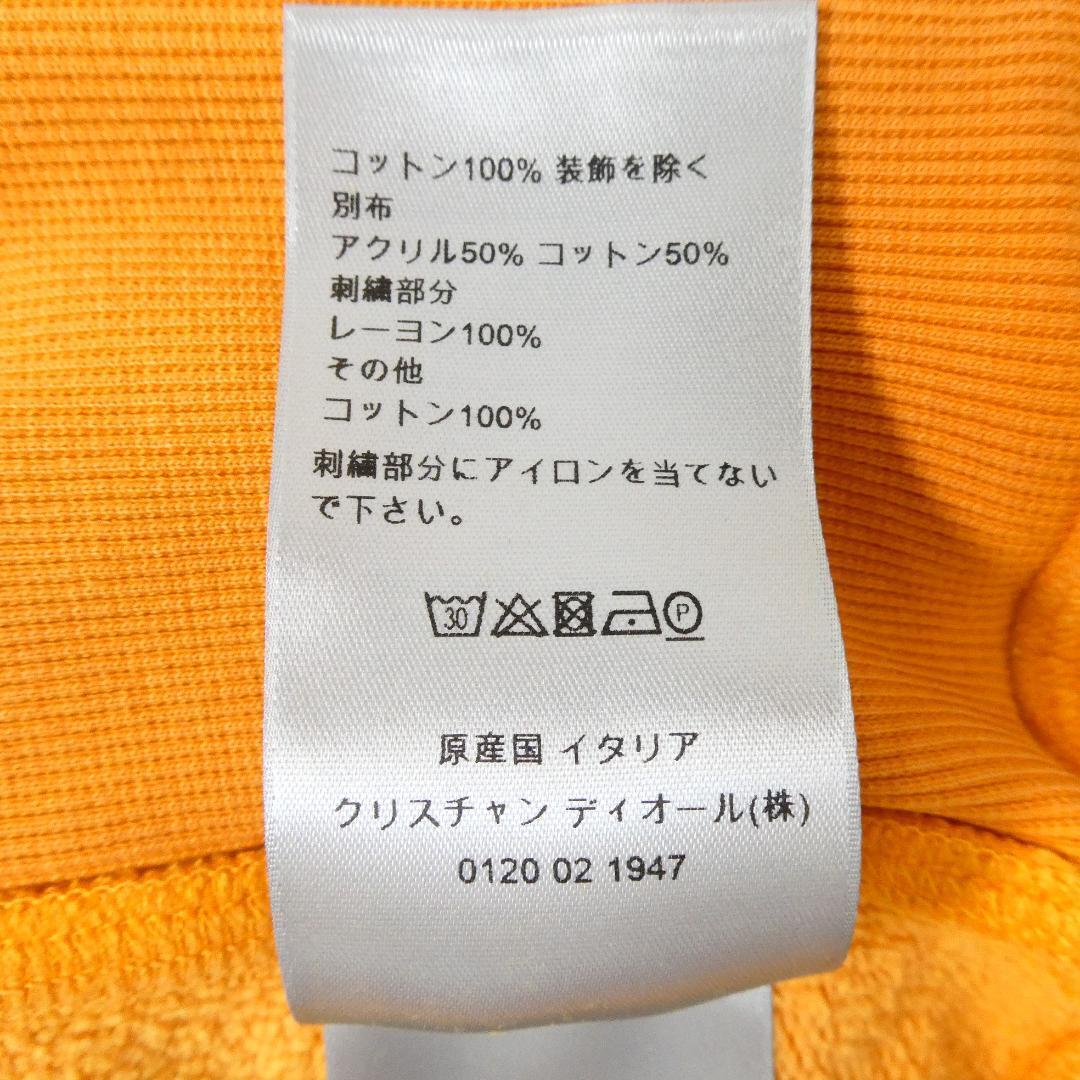 コットン100% 装飾を除く
別布
アクリル50% コットン50%
刺繍部分
レーヨン100%
その他
コットン100%
刺繍部分にアイロンを当てない
で下さい。
30 P
原産国 イタリア
クリスチャン ディオール(株)
0120 02 1947